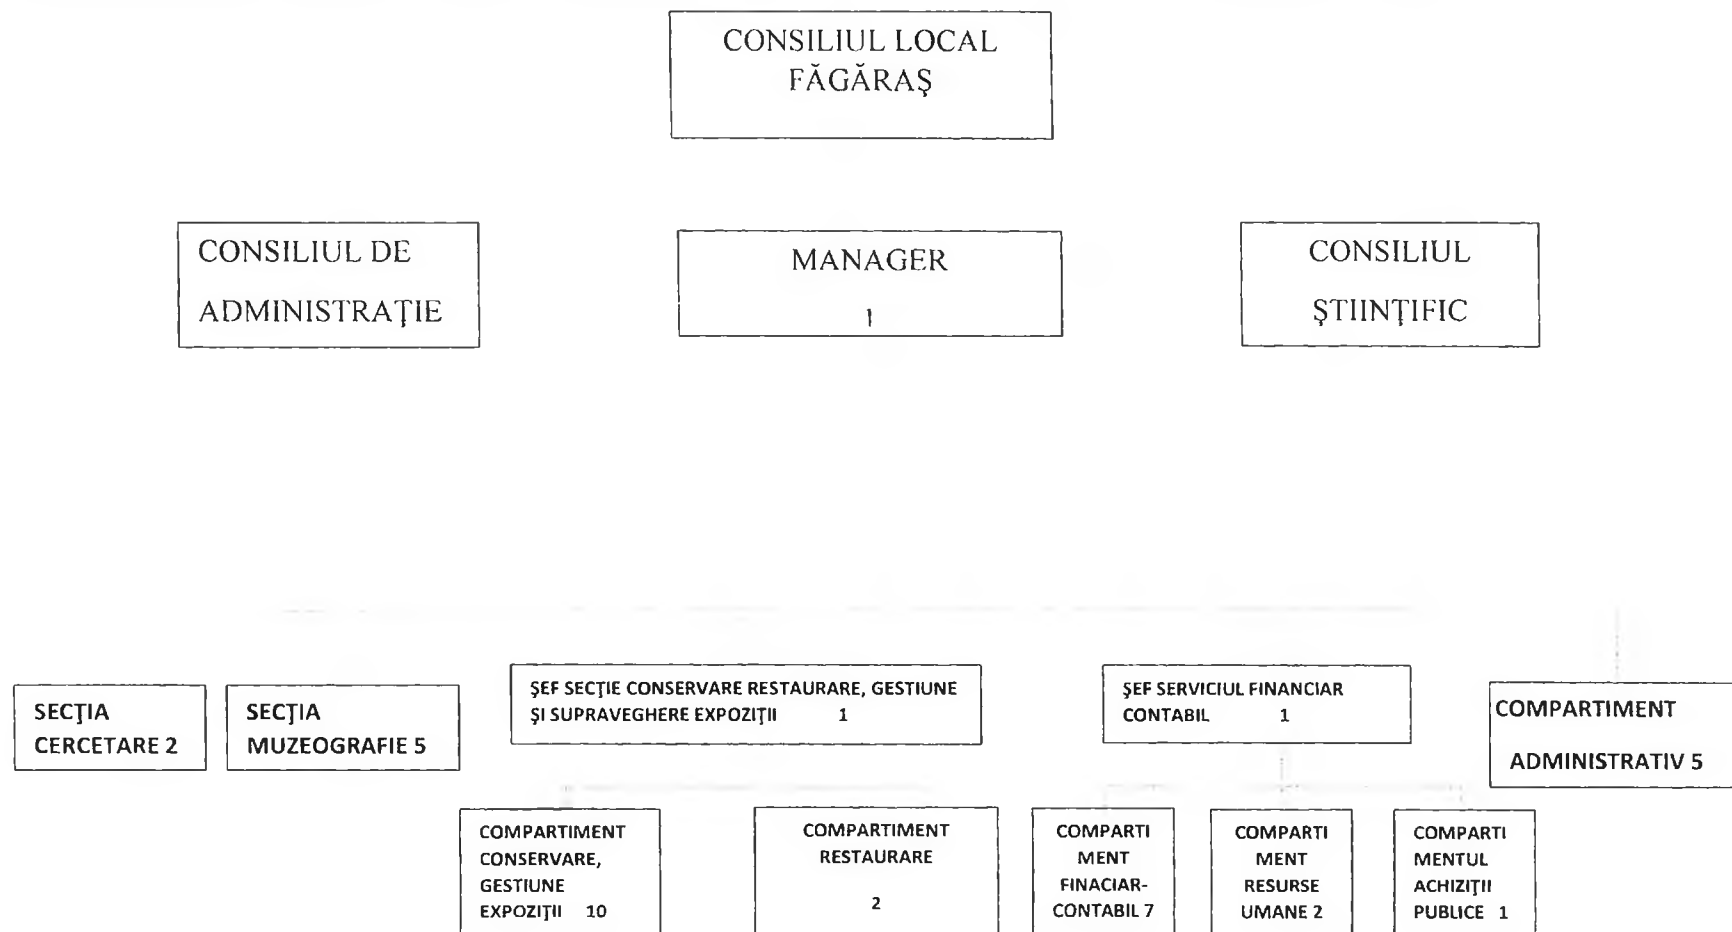 CONSILIUL LOCAL
FĂGĂRAŞ
CONSILIUL DE
ADMINISTRAŢIE
MANAGER
1
CONSILIUL
ŞTIINŢIFIC
SECŢIA
CERCETARE 2
SECŢIA
MUZEOGRAFIE 5
ŞEF SECŢIE CONSERVARE RESTAURARE, GESTIUNE
ŞI SUPRAVEGHERE EXPOZIŢII 1
ŞEF SERVICIUL FINANCIAR
CONTABIL 1
COMPARTIMENT
ADMINISTRATIV 5
COMPARTIMENT
CONSERVARE,
GESTIUNE
EXPOZIŢII 10
COMPARTIMENT
RESTAURARE
2
COMPARTI
MENT
FINACIAR-
CONTABIL 7
COMPARTI
MENT
RESURSE
UMANE 2
COMPARTI
MENTUL
ACHIZIŢII
PUBLICE 1